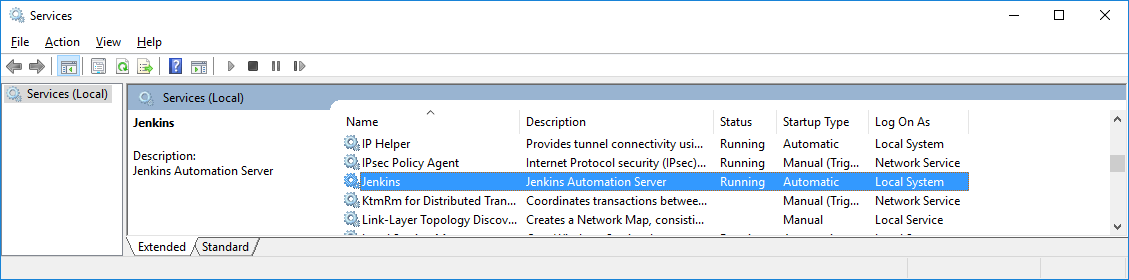 Services
File Action View Help
Services (Local)
Services (Local)
Jenkins
Description:
Jenkins Automation Server
Name Description Status Startup Type Log On As
IP Helper Provides tunnel connectivity usi... Running Automatic Local System
IPsec Policy Agent Internet Protocol security (IPsec)... Running Manual (Trig... Network Service
Jenkins Jenkins Automation Server Running Automatic Local System
KtmRm for Distributed Tran... Coordinates transactions betwee... Manual (Trig... Network Service
Link-Layer Topology Discov... Creates a Network Map, consisti... Manual Local Service
Extended Standard